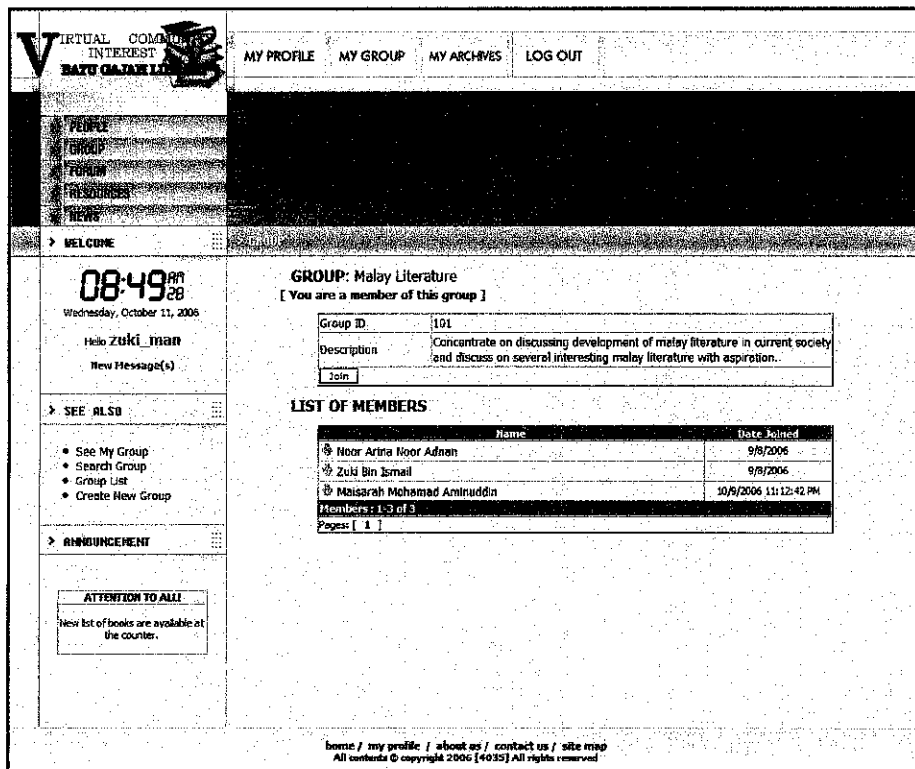 VIRTUAL
INTEREST
BATU GAJAH
MY PROFILE MY GROUP MY ARCHIVES LOG OUT
PEOPLE
GROUP
FORUM
RESOURCES
NEWS
> WELCOME
08:49 AM 28
Wednesday, October 11, 2006
Hello zuki_man
New Message(s)
> SEE ALSO
See My Group
Search Group
Group List
Create New Group
> ANNOUNCEMENT
ATTENTION TO ALL!
New list of books are available at
the counter.
GROUP: Malay Literature
[ You are a member of this group ]
Group ID 101
Description Concentrate on discussing development of malay literature in current society
and discuss on several interesting malay literature with aspiration..
Join
LIST OF MEMBERS
Name Date Joined
Noor Arina Noor Adnan 9/8/2006
Zuki Bin Ismail 9/8/2006
Maisarah Mohamad Aminuddin 10/9/2006 11:12:42 PM
Members : 1-3 of 3
Pages: [ 1 ]
home / my profile / about us / contact us / site map
All contents © copyright 2006 [4035] All rights reserved